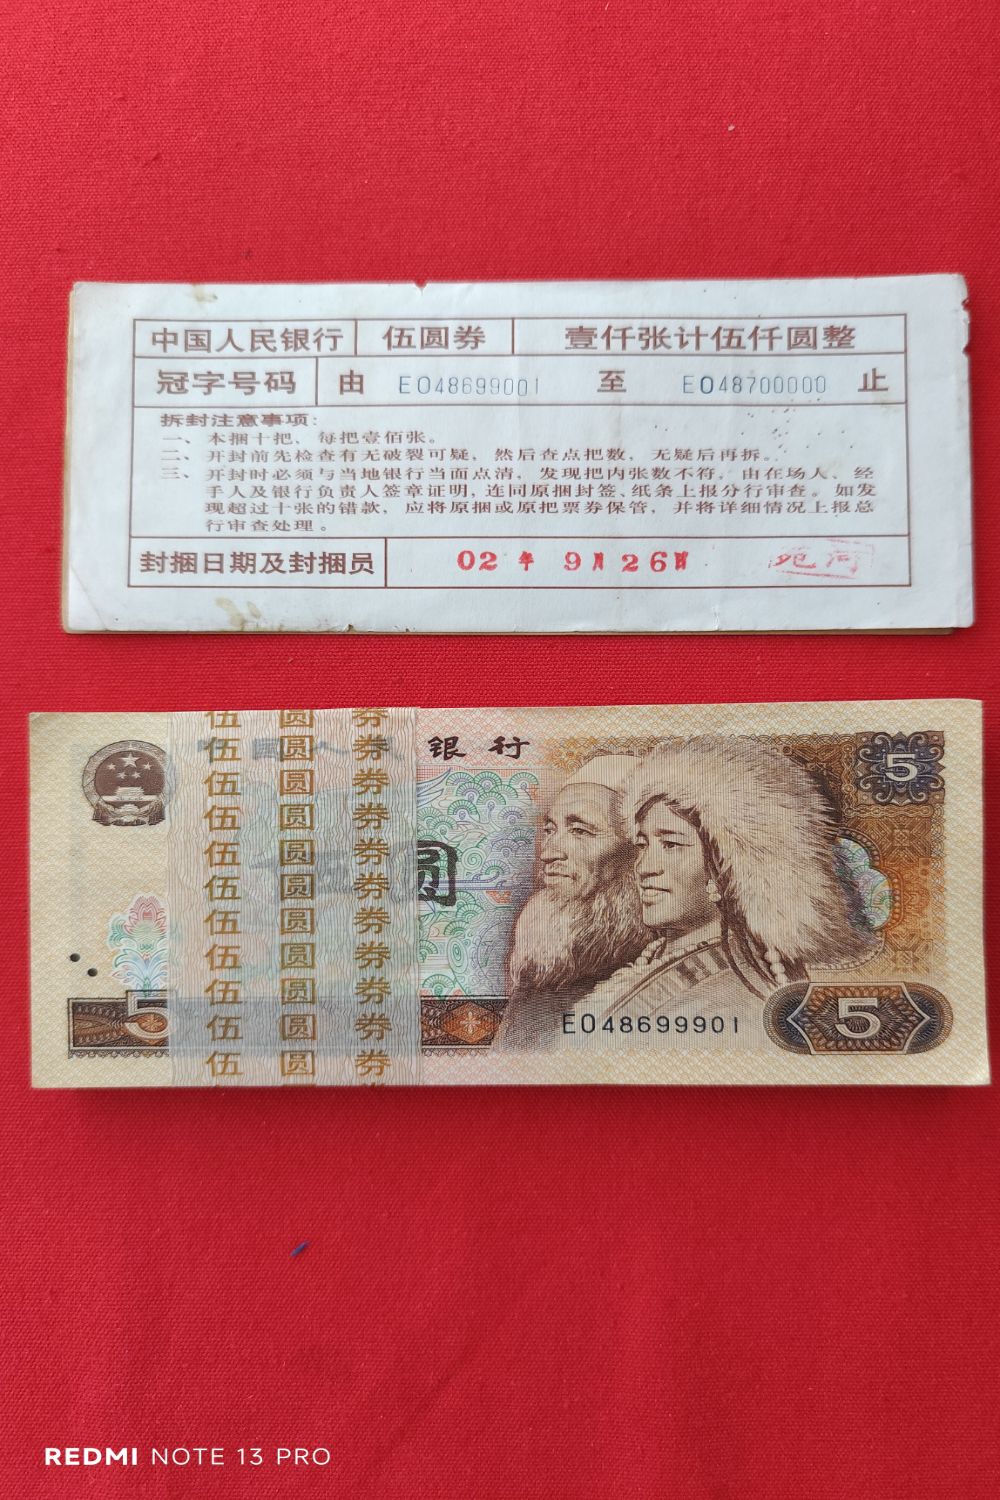 中国人民银行 伍圆券 壹仟张计伍仟圆整
冠字号码 由 EO48699001 至 EO48700000 止
拆封注意事项:
一、本捆十把、每把壹佰张。
二、开封前先检查有无破裂可疑,然后查点把数,无疑后再拆。
三、开封时必须与当地银行当面点清,发现把内张数不符,由在场人、经
手人及银行负责人签章证明,连同原捆封签、纸条上报分行审查。如发
现超过十张的错款,应将原捆或原把票券保管,并将详细情况上报总
行审查处理。
封捆日期及封捆员 02年 9月 26日
伍 圆 券
伍 圆 券 银行 5
伍 圆 券
伍 圆 券
伍 圆 券 圆
伍 圆 券
伍 圆 券
伍 圆 券
伍 圆 券
5 伍 圆 券 EO48699901 5
伍 圆 券
REDMI NOTE 13 PRO